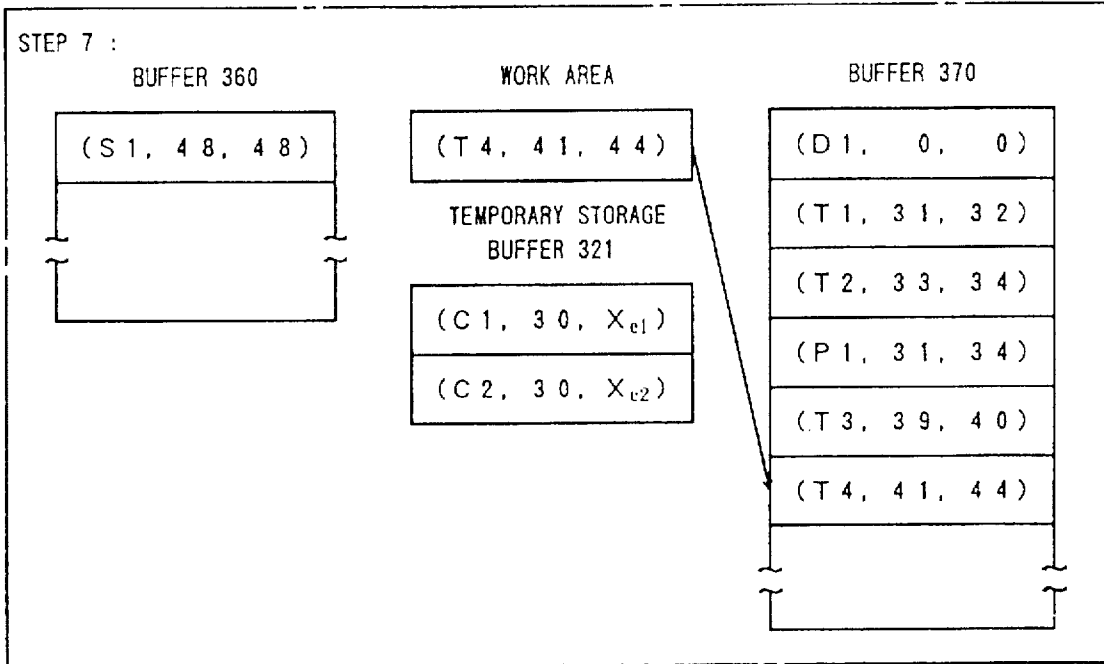 STEP 7 :
BUFFER 360
(S1, 48, 48)
WORK AREA
(T4, 41, 44)
TEMPORARY STORAGE
BUFFER 321
(C1, 30, Xc1)
(C2, 30, Xc2)
BUFFER 370
(D1, 0, 0)
(T1, 31, 32)
(T2, 33, 34)
(P1, 31, 34)
(T3, 39, 40)
(T4, 41, 44)